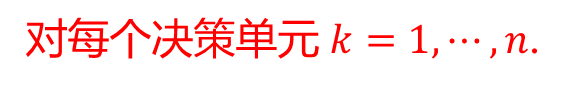 对每个决策单元 k = 1, ⋯ , n.